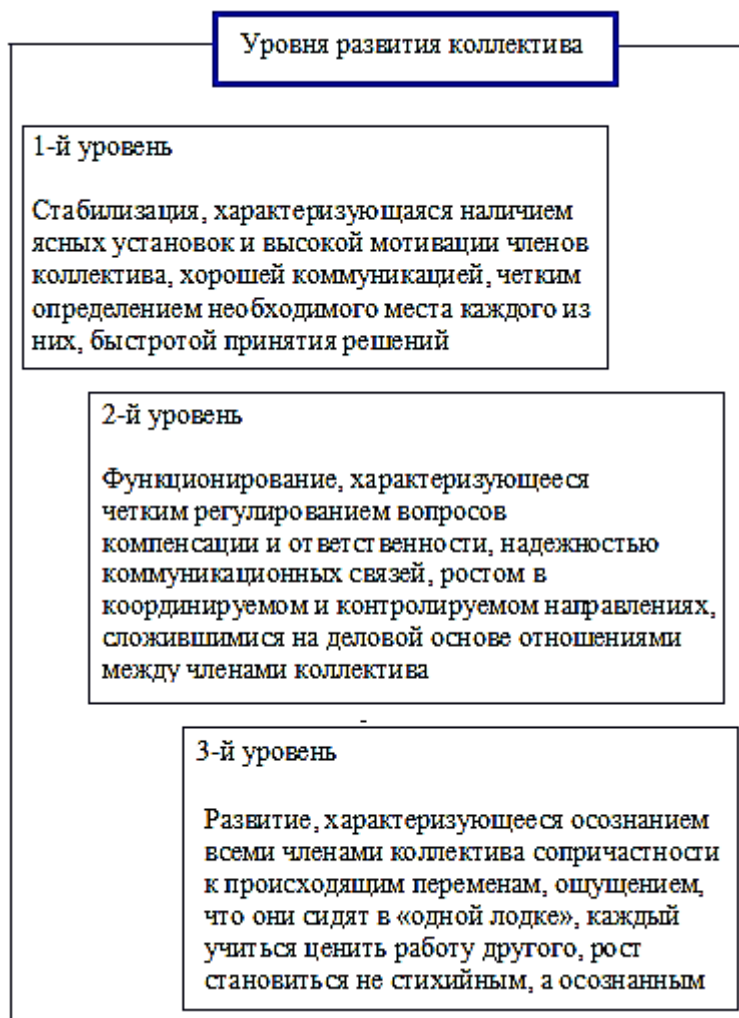 Уровня развития коллектива
1-й уровень
Стабилизация, характеризующаяся наличием
ясных установок и высокой мотивации членов
коллектива, хорошей коммуникацией, четким
определением необходимого места каждого из
них, быстротой принятия решений
2-й уровень
Функционирование, характеризующееся
четким регулированием вопросов
компенсации и ответственности, надежностью
коммуникационных связей, ростом в
координируемом и контролируемом направлениях,
сложившимися на деловой основе отношениями
между членами коллектива
3-й уровень
Развитие, характеризующееся осознанием
всеми членами коллектива сопричастности
к происходящим переменам, ощущением,
что они сидят в «одной лодке», каждый
учиться ценить работу другого, рост
становиться не стихийным, а осознанным